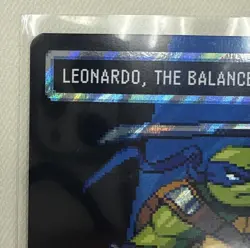 LEONARDO, THE BALANCE